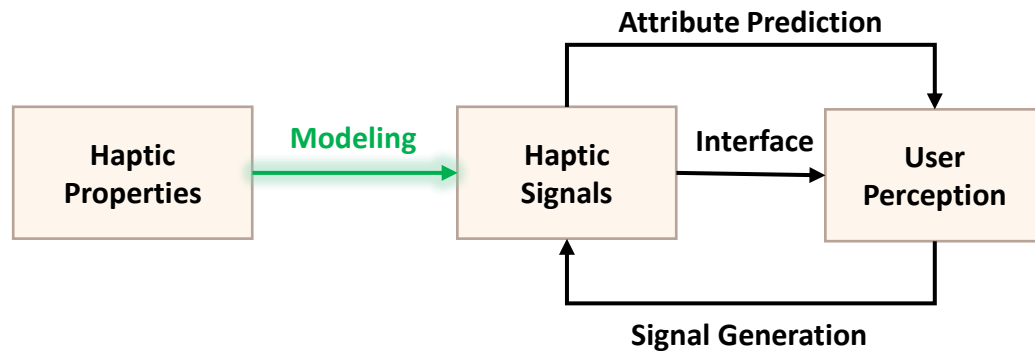 Attribute Prediction
Haptic
Properties
Modeling
Haptic
Signals
Interface
User
Perception
Signal Generation